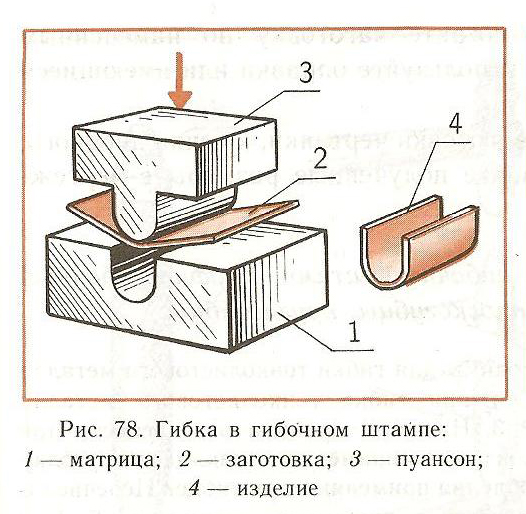 3
2
4
1
Рис. 78. Гибка в гибочном штампе:
1 — матрица; 2 — заготовка; 3 — пуансон;
4 — изделие